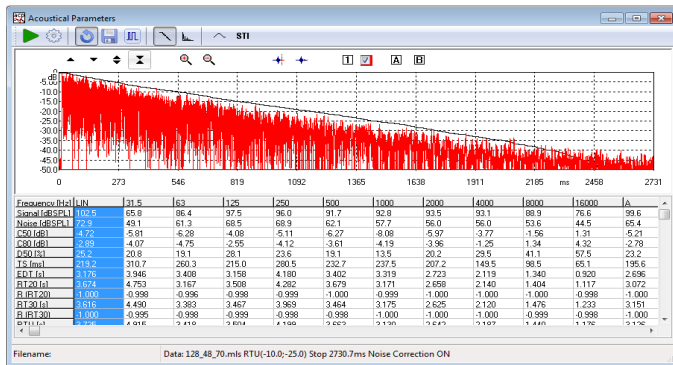 Acoustical Parameters
STI
1 A B
dB
-5.00
-10.0
-15.0
-20.0
-25.0
-30.0
-35.0
-40.0
-45.0
-50.0
0 273 546 819 1092 1365 1638 1911 2185 ms 2458 2731
Frequency [Hz] LIN 31.5 63 125 250 500 1000 2000 4000 8000 16000 A
Signal [dBSPL] 102.5 65.8 86.4 97.5 96.0 91.7 92.8 93.5 93.1 88.9 76.6 99.6
Noise [dBSPL] 72.9 49.1 61.3 68.5 68.9 62.1 57.7 56.0 56.0 53.6 44.5 65.4
C50 [dB] -4.72 -5.81 -6.28 -4.08 -5.11 -6.27 -8.08 -5.97 -3.77 -1.56 1.31 -5.21
C80 [dB] -2.89 -4.07 -4.75 -2.55 -4.12 -3.61 -4.19 -3.96 -1.25 1.34 4.32 -2.78
D50 [%] 25.2 20.8 19.1 28.1 23.6 19.1 13.5 20.2 29.5 41.1 57.5 23.2
TS [ms] 219.2 310.7 260.3 215.0 280.5 232.7 237.5 207.2 149.5 98.5 65.1 195.6
EDT [s] 3.176 3.946 3.408 3.158 4.180 3.402 3.319 2.723 2.119 1.340 0.920 2.696
RT20 [s] 3.674 4.753 3.167 3.508 4.282 3.679 3.171 2.658 2.140 1.404 1.117 3.072
R (RT20) -1.000 -0.998 -0.996 -0.999 -0.999 -0.999 -1.000 -0.999 -1.000 -1.000 -0.998 -1.000
RT30 [s] 3.616 4.490 3.383 3.467 3.969 3.464 3.175 2.625 2.120 1.476 1.233 3.151
R (RT30) -1.000 -0.995 -0.998 -0.999 -0.999 -0.998 -1.000 -1.000 -1.000 -0.999 -0.998 -1.000
Filename: Data: 128_48_70.mls RTU(-10.0;-25.0) Stop 2730.7ms Noise Correction ON